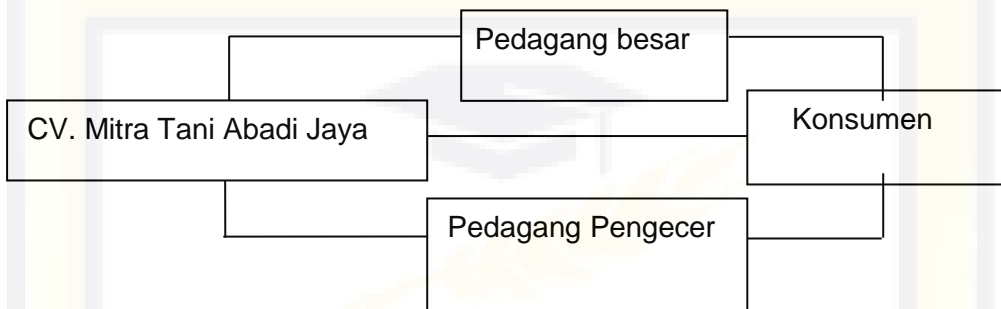 Pedagang besar
CV. Mitra Tani Abadi Jaya
Konsumen
Pedagang Pengecer